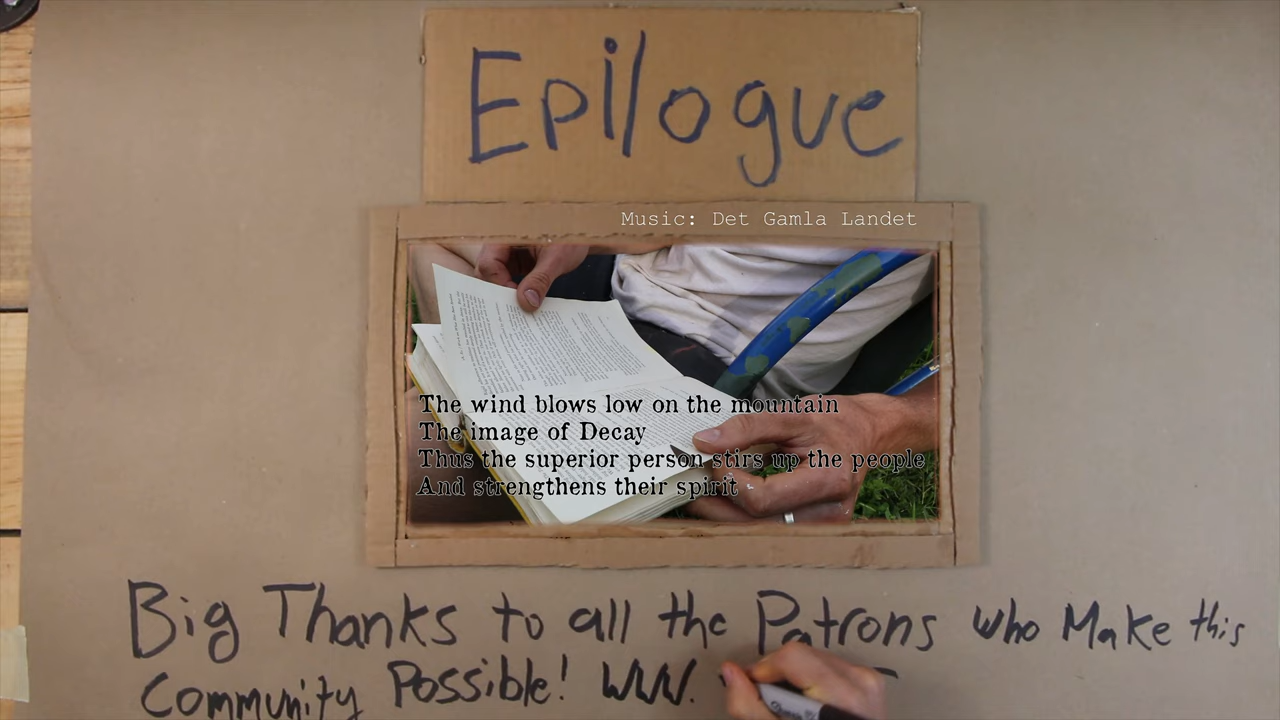 Epilogue
Music: Det Gamla Landet
The wind blows low on the mountain
The image of Decay
Thus the superior person stirs up the people
And strengthens their spirit
Big Thanks to all the Patrons who Make this
Community Possible! WW.